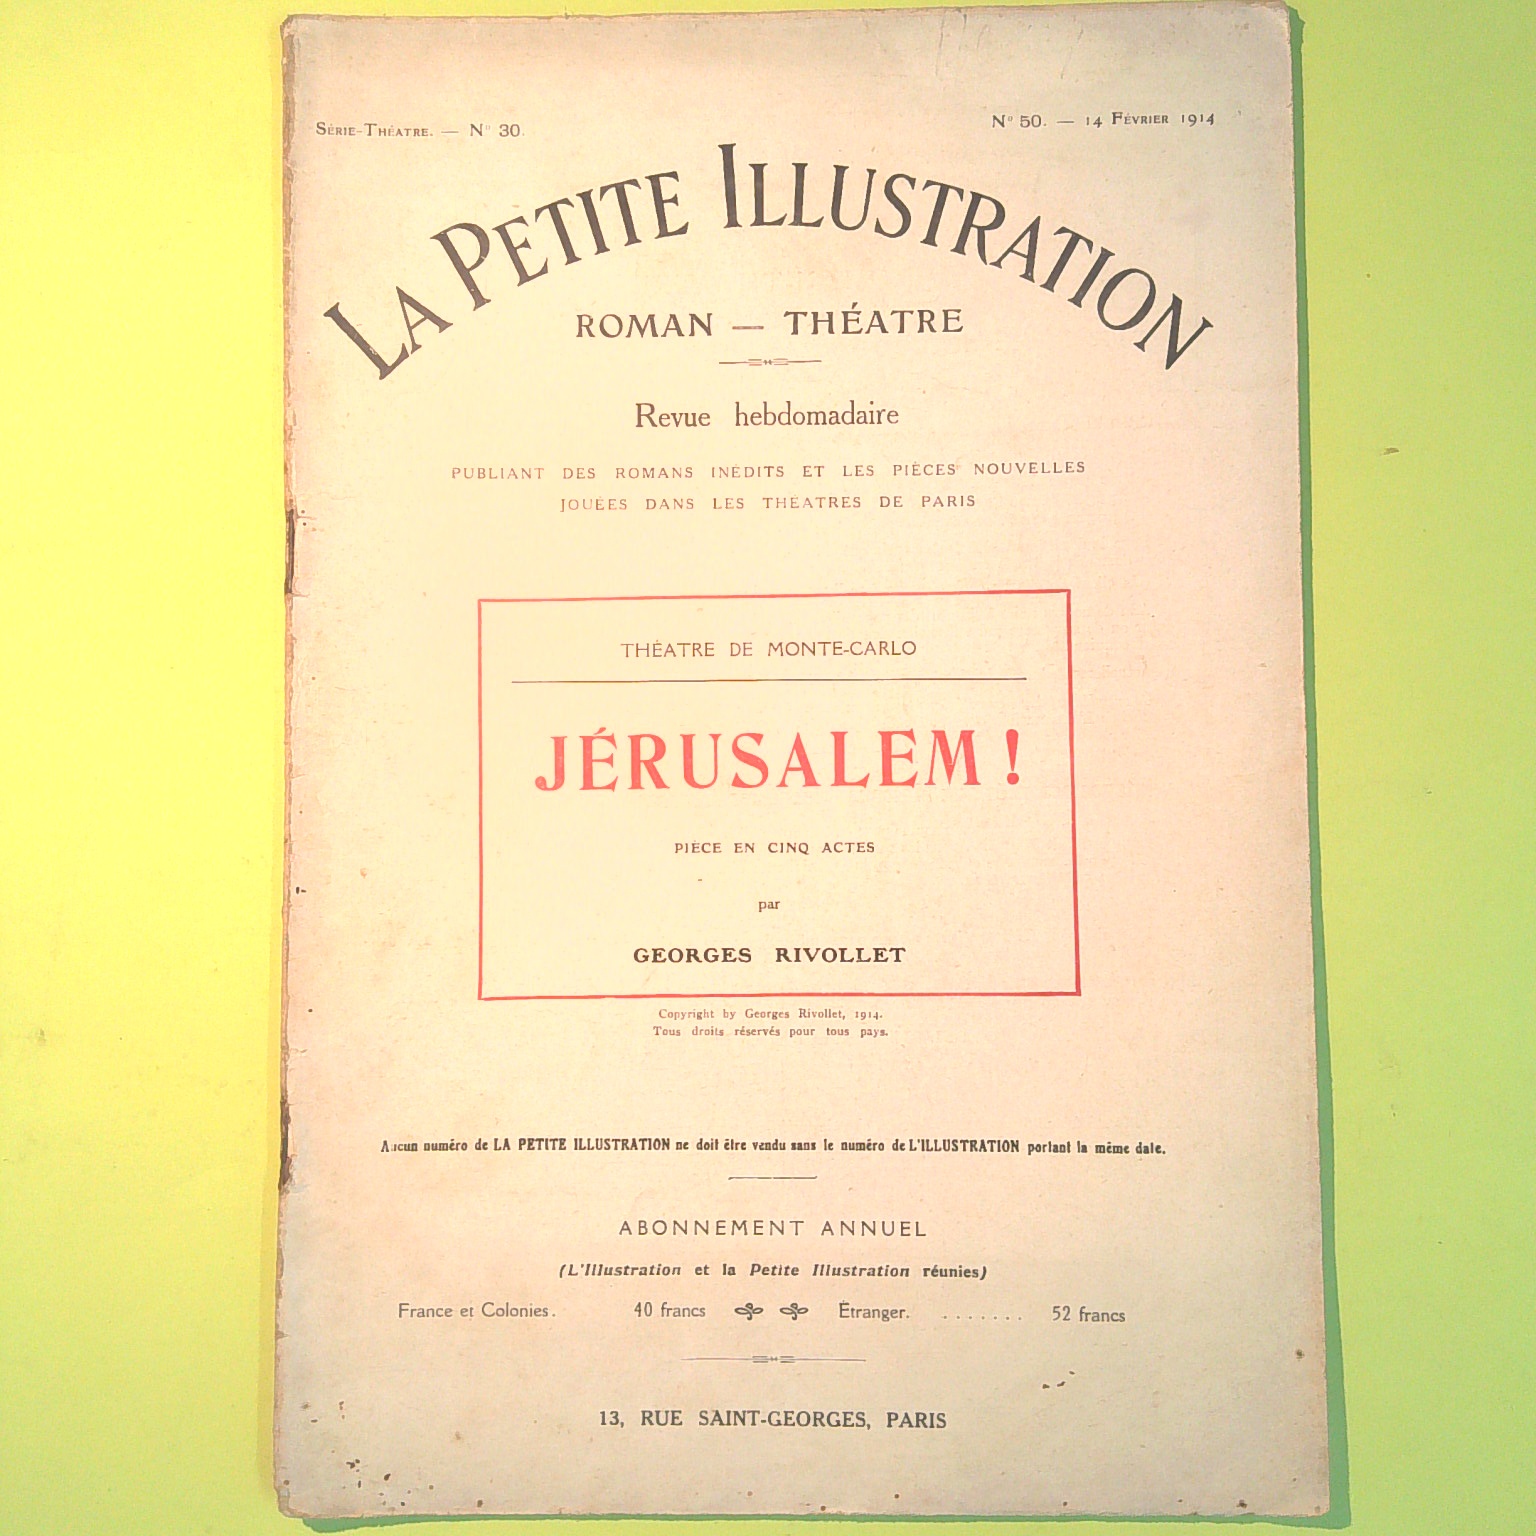 Série-Théatre. — N° 30.
N° 50. — 14 Février 1914
La Petite Illustration
ROMAN — THÉATRE
Revue hebdomadaire
PUBLIANT DES ROMANS INÉDITS ET LES PIÈCES NOUVELLES
JOUÉES DANS LES THÉATRES DE PARIS
THÉATRE DE MONTE-CARLO
JÉRUSALEM !
PIÈCE EN CINQ ACTES
par
GEORGES RIVOLLET
Copyright by Georges Rivollet, 1914.
Tous droits réservés pour tous pays.
Aucun numéro de LA PETITE ILLUSTRATION ne doit être vendu sans le numéro de L'ILLUSTRATION portant la même date.
ABONNEMENT ANNUEL
(L'Illustration et la Petite Illustration réunies)
France et Colonies. 40 francs Étranger. . . . . . . . 52 francs
13, RUE SAINT-GEORGES, PARIS